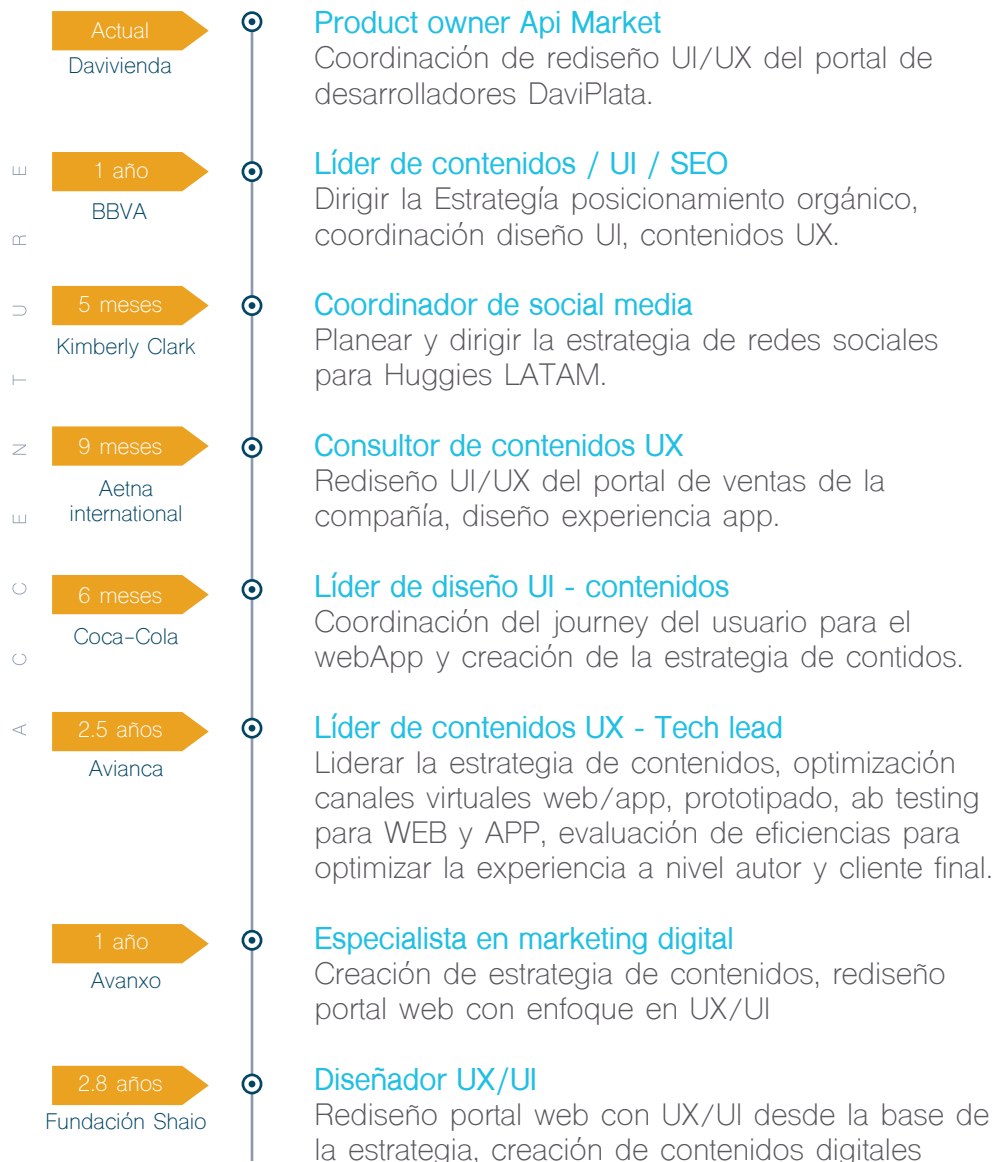 Actual
Davivienda
Product owner Api Market
Coordinación de rediseño UI/UX del portal de
desarrolladores DaviPlata.
ACCENTURE
1 año
BBVA
Líder de contenidos / UI / SEO
Dirigir la Estrategía posicionamiento orgánico,
coordinación diseño UI, contenidos UX.
5 meses
Kimberly Clark
Coordinador de social media
Planear y dirigir la estrategia de redes sociales
para Huggies LATAM.
9 meses
Aetna
international
Consultor de contenidos UX
Rediseño UI/UX del portal de ventas de la
compañía, diseño experiencia app.
6 meses
Coca-Cola
Líder de diseño UI - contenidos
Coordinación del journey del usuario para el
webApp y creación de la estrategia de contidos.
2.5 años
Avianca
Líder de contenidos UX - Tech lead
Liderar la estrategia de contenidos, optimización
canales virtuales web/app, prototipado, ab testing
para WEB y APP, evaluación de eficiencias para
optimizar la experiencia a nivel autor y cliente final.
1 año
Avanxo
Especialista en marketing digital
Creación de estrategia de contenidos, rediseño
portal web con enfoque en UX/UI
2.8 años
Fundación Shaio
Diseñador UX/UI
Rediseño portal web con UX/UI desde la base de
la estrategia, creación de contenidos digitales